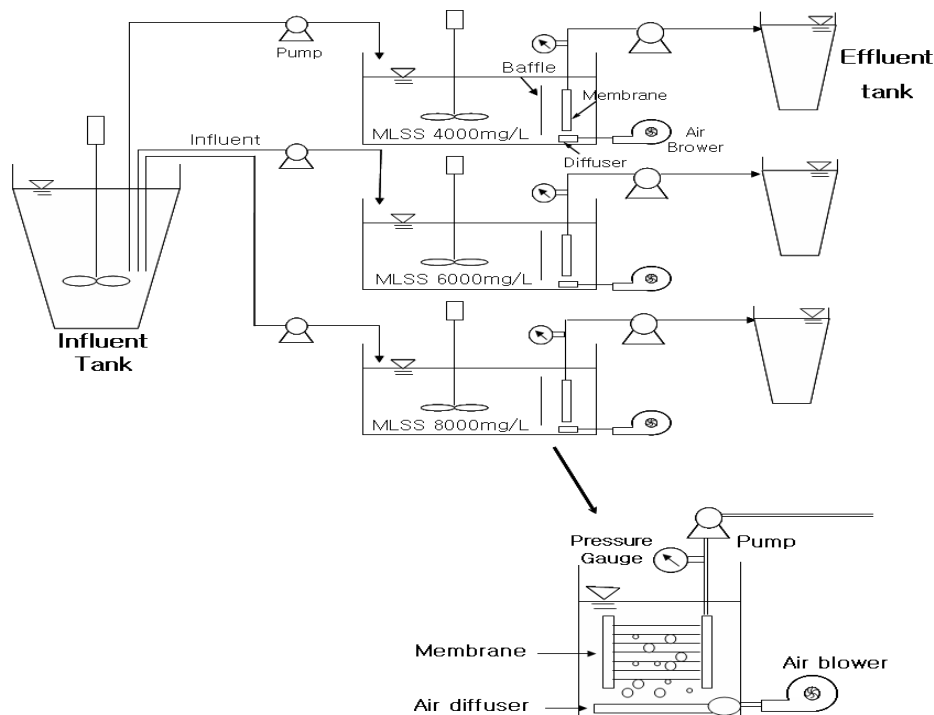 Pump
Baffle
Effluent
tank
Membrane
MLSS 4000mg/L
Air
Brower
Diffuser
Influent
MLSS 6000mg/L
Influent
Tank
MLSS 8000mg/L
Pressure
Gauge
Pump
Membrane
Air blower
Air diffuser